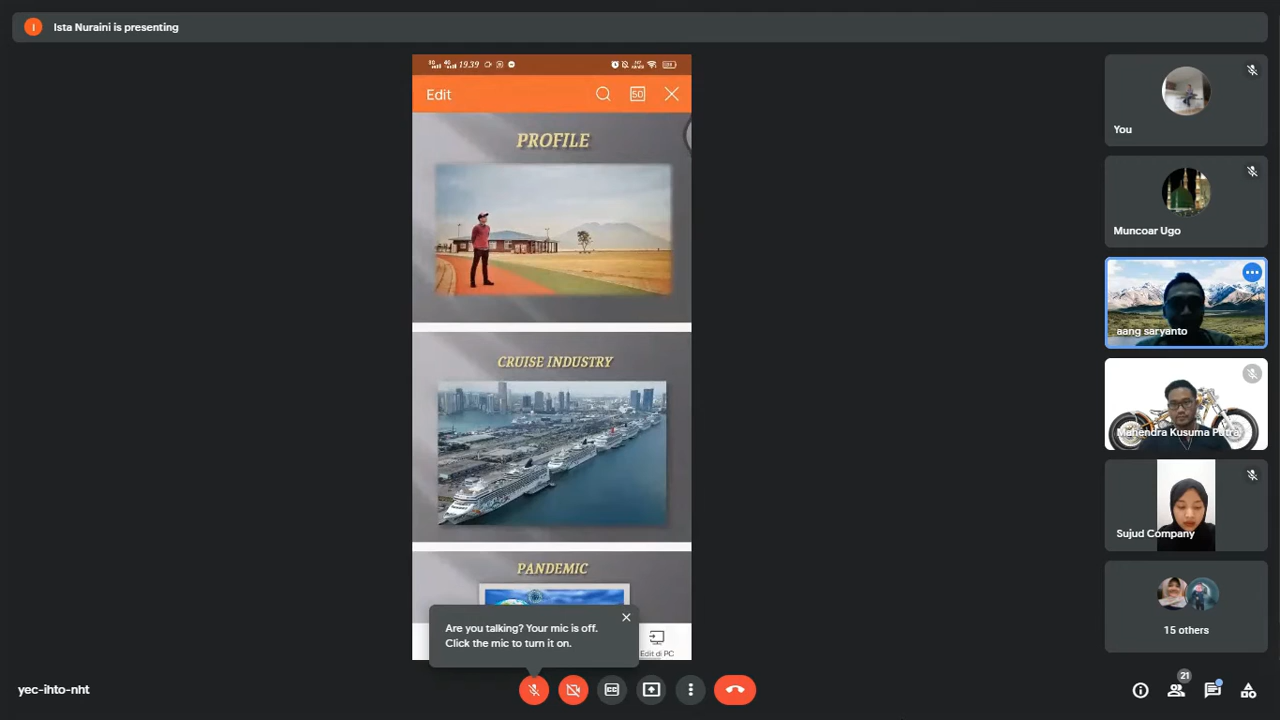 Ista Nuraini is presenting
19.39
Edit
50
PROFILE
CRUISE INDUSTRY
PANDEMIC
Are you talking? Your mic is off.
Click the mic to turn it on.
Edit di PC
You
Muncoar Ugo
aang saryanto
Mahendra Kusuma Putra
Sujud Company
15 others
yec-ihto-nht
21